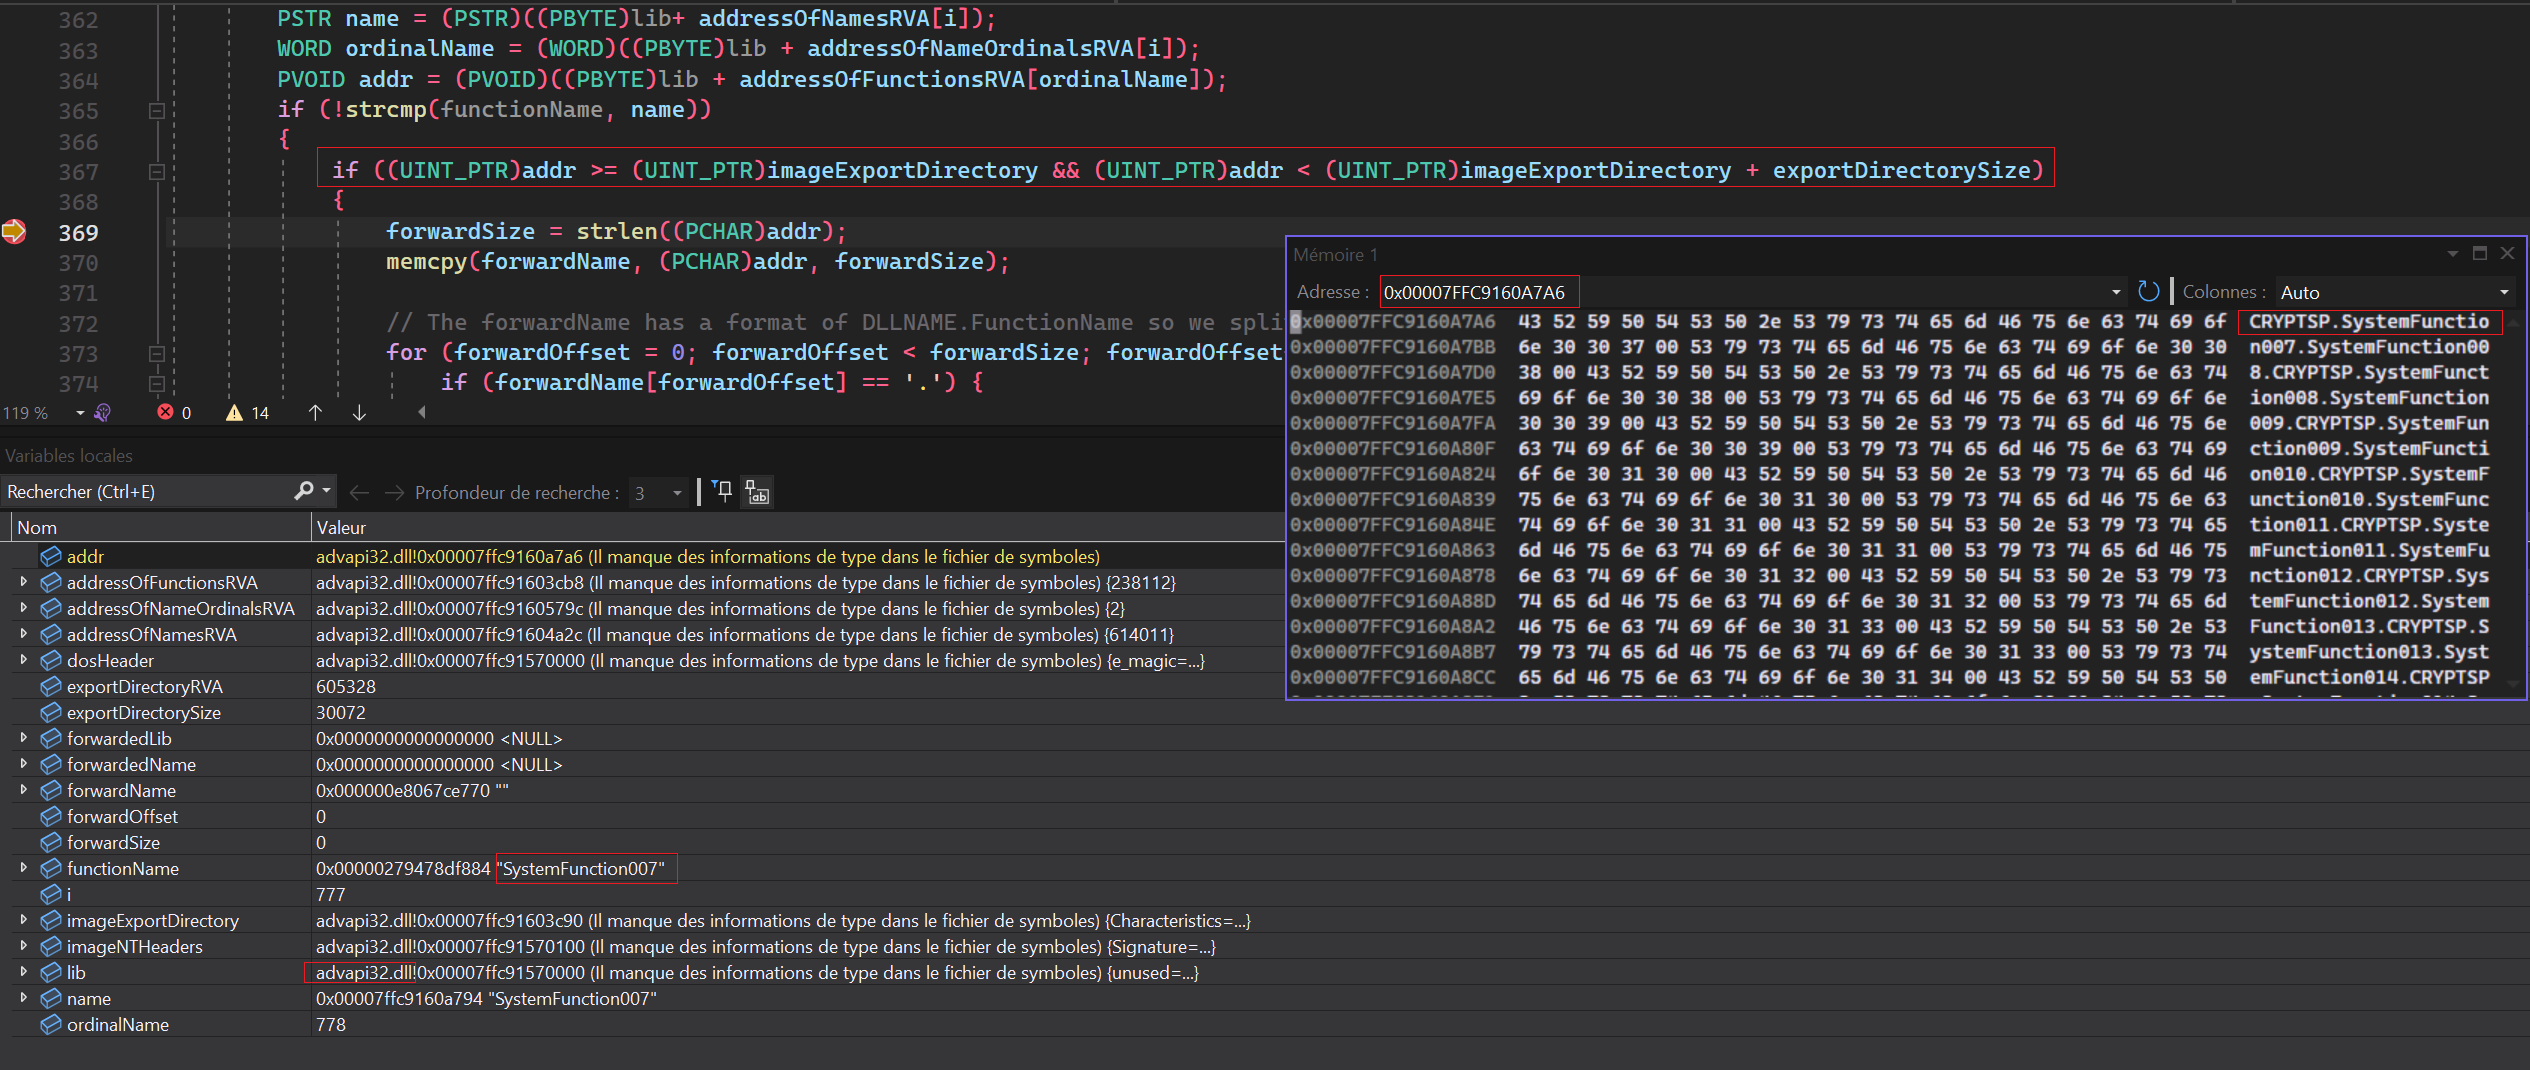 362 PSTR name = (PSTR)((PBYTE)lib+ addressOfNamesRVA[i]);
363 WORD ordinalName = (WORD)((PBYTE)lib + addressOfNameOrdinalsRVA[i]);
364 PVOID addr = (PVOID)((PBYTE)lib + addressOfFunctionsRVA[ordinalName]);
365 if (!strcmp(functionName, name))
366 {
367 if ((UINT_PTR)addr >= (UINT_PTR)imageExportDirectory && (UINT_PTR)addr < (UINT_PTR)imageExportDirectory + exportDirectorySize)
368 {
369 forwardSize = strlen((PCHAR)addr);
370 memcpy(forwardName, (PCHAR)addr, forwardSize);
371
372 // The forwardName has a format of DLLNAME.FunctionName so we spli
373 for (forwardOffset = 0; forwardOffset < forwardSize; forwardOffset
374 if (forwardName[forwardOffset] == '.') {
119 % 0 14
Mémoire 1
Adresse : 0x00007FFC9160A7A6 Colonnes : Auto
0x00007FFC9160A7A6 43 52 59 50 54 53 50 2e 53 79 73 74 65 6d 46 75 6e 63 74 69 6f CRYPTSP.SystemFunctio
0x00007FFC9160A7BB 6e 30 30 37 00 53 79 73 74 65 6d 46 75 6e 63 74 69 6f 6e 30 30 n007.SystemFunction00
0x00007FFC9160A7D0 38 00 43 52 59 50 54 53 50 2e 53 79 73 74 65 6d 46 75 6e 63 74 8.CRYPTSP.SystemFunct
0x00007FFC9160A7E5 69 6f 6e 30 30 38 00 53 79 73 74 65 6d 46 75 6e 63 74 69 6f 6e ion008.SystemFunction
0x00007FFC9160A7FA 30 30 39 00 43 52 59 50 54 53 50 2e 53 79 73 74 65 6d 46 75 6e 009.CRYPTSP.SystemFun
0x00007FFC9160A80F 63 74 69 6f 6e 30 30 39 00 53 79 73 74 65 6d 46 75 6e 63 74 69 ction009.SystemFuncti
0x00007FFC9160A824 6f 6e 30 31 30 00 43 52 59 50 54 53 50 2e 53 79 73 74 65 6d 46 on010.CRYPTSP.SystemF
0x00007FFC9160A839 75 6e 63 74 69 6f 6e 30 31 30 00 53 79 73 74 65 6d 46 75 6e 63 unction010.SystemFunc
0x00007FFC9160A84E 74 69 6f 6e 30 31 31 00 43 52 59 50 54 53 50 2e 53 79 73 74 65 tion011.CRYPTSP.Syste
0x00007FFC9160A863 6d 46 75 6e 63 74 69 6f 6e 30 31 31 00 53 79 73 74 65 6d 46 75 mFunction011.SystemFu
0x00007FFC9160A878 6e 63 74 69 6f 6e 30 31 32 00 43 52 59 50 54 53 50 2e 53 79 73 nction012.CRYPTSP.Sys
0x00007FFC9160A88D 74 65 6d 46 75 6e 63 74 69 6f 6e 30 31 32 00 53 79 73 74 65 6d temFunction012.System
0x00007FFC9160A8A2 46 75 6e 63 74 69 6f 6e 30 31 33 00 43 52 59 50 54 53 50 2e 53 Function013.CRYPTSP.S
0x00007FFC9160A8B7 79 73 74 65 6d 46 75 6e 63 74 69 6f 6e 30 31 33 00 53 79 73 74 ystemFunction013.Syst
0x00007FFC9160A8CC 65 6d 46 75 6e 63 74 69 6f 6e 30 31 34 00 43 52 59 50 54 53 50 emFunction014.CRYPTSP
Variables locales
Rechercher (Ctrl+E) Profondeur de recherche : 3
Nom Valeur
addr advapi32.dll!0x00007ffc9160a7a6 (Il manque des informations de type dans le fichier de symboles)
addressOfFunctionsRVA advapi32.dll!0x00007ffc91603cb8 (Il manque des informations de type dans le fichier de symboles) {238112}
addressOfNameOrdinalsRVA advapi32.dll!0x00007ffc9160579c (Il manque des informations de type dans le fichier de symboles) {2}
addressOfNamesRVA advapi32.dll!0x00007ffc91604a2c (Il manque des informations de type dans le fichier de symboles) {614011}
dosHeader advapi32.dll!0x00007ffc91570000 (Il manque des informations de type dans le fichier de symboles) {e_magic=...}
exportDirectoryRVA 605328
exportDirectorySize 30072
forwardedLib 0x0000000000000000 <NULL>
forwardedName 0x0000000000000000 <NULL>
forwardName 0x000000e8067ce770 ""
forwardOffset 0
forwardSize 0
functionName 0x00000279478df884 "SystemFunction007"
i 777
imageExportDirectory advapi32.dll!0x00007ffc91603c90 (Il manque des informations de type dans le fichier de symboles) {Characteristics=...}
imageNTHeaders advapi32.dll!0x00007ffc91570100 (Il manque des informations de type dans le fichier de symboles) {Signature=...}
lib advapi32.dll!0x00007ffc91570000 (Il manque des informations de type dans le fichier de symboles) {unused=...}
name 0x00007ffc9160a794 "SystemFunction007"
ordinalName 778